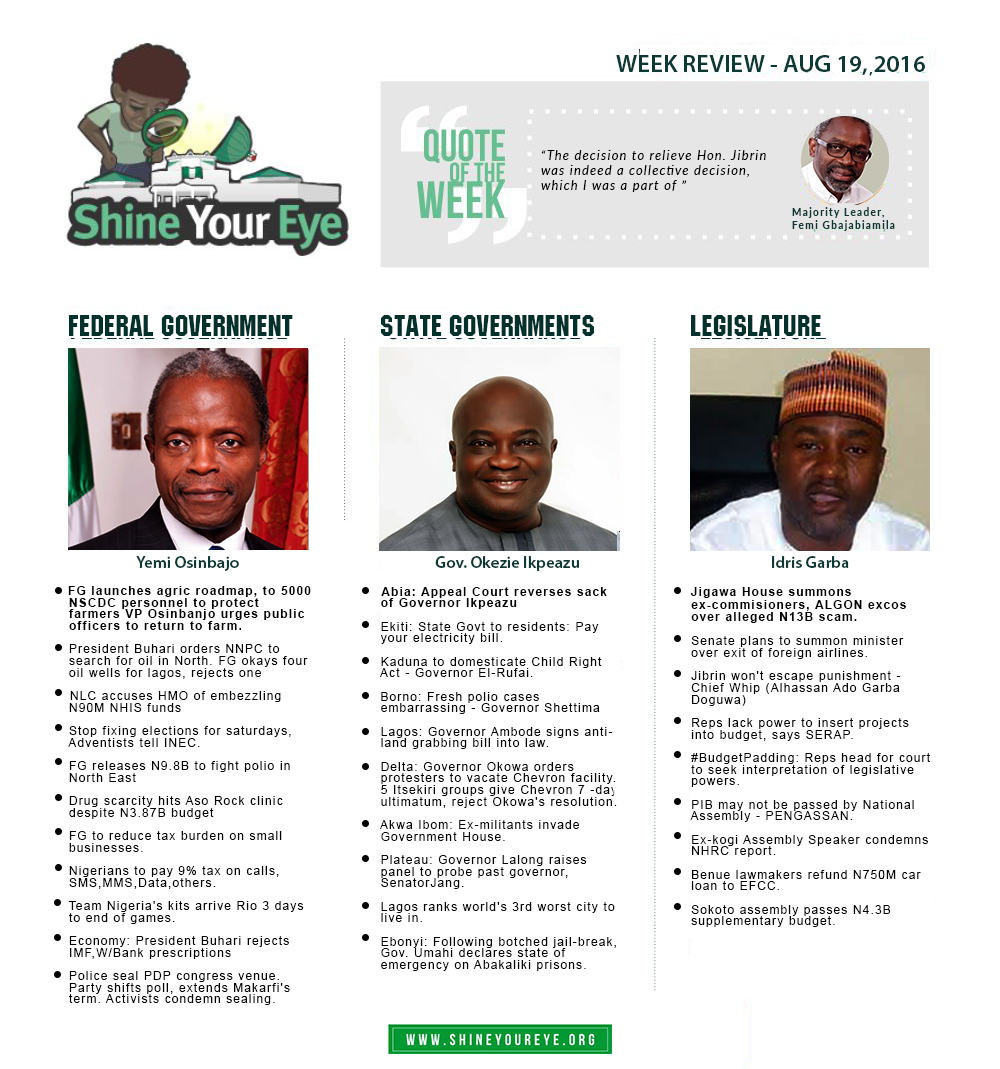 WEEK REVIEW - AUG 19,,2016
Shine Your Eye
QUOTE
OF THE
WEEK
“The decision to relieve Hon. Jibrin
was indeed a collective decision,
which I was a part of ”
Majority Leader,
Femi Gbajabiamila
FEDERAL GOVERNMENT
Yemi Osinbajo
FG launches agric roadmap, to 5000
NSCDC personnel to protect
farmers VP Osinbanjo urges public
officers to return to farm.
President Buhari orders NNPC to
search for oil in North. FG okays four
oil wells for lagos, rejects one
NLC accuses HMO of embezzling
N90M NHIS funds
Stop fixing elections for saturdays,
Adventists tell INEC.
FG releases N9.8B to fight polio in
North East
Drug scarcity hits Aso Rock clinic
despite N3.87B budget
FG to reduce tax burden on small
businesses.
Nigerians to pay 9% tax on calls,
SMS,MMS,Data,others.
Team Nigeria's kits arrive Rio 3 days
to end of games.
Economy: President Buhari rejects
IMF,W/Bank prescriptions
Police seal PDP congress venue.
Party shifts poll, extends Makarfi's
term. Activists condemn sealing.
STATE GOVERNMENTS
Gov. Okezie Ikpeazu
Abia: Appeal Court reverses sack
of Governor Ikpeazu
Ekiti: State Govt to residents: Pay
your electricity bill.
Kaduna to domesticate Child Right
Act - Governor El-Rufai.
Borno: Fresh polio cases
embarrassing - Governor Shettima
Lagos: Governor Ambode signs anti-
land grabbing bill into law.
Delta: Governor Okowa orders
protesters to vacate Chevron facility.
5 Itsekiri groups give Chevron 7 -day
ultimatum, reject Okowa's resolution.
Akwa Ibom: Ex-militants invade
Government House.
Plateau: Governor Lalong raises
panel to probe past governor,
SenatorJang.
Lagos ranks world's 3rd worst city to
live in.
Ebonyi: Following botched jail-break,
Gov. Umahi declares state of
emergency on Abakaliki prisons.
LEGISLATURE
Idris Garba
Jigawa House summons
ex-commisioners, ALGON excos
over alleged N13B scam.
Senate plans to summon minister
over exit of foreign airlines.
Jibrin won't escape punishment -
Chief Whip (Alhassan Ado Garba
Doguwa)
Reps lack power to insert projects
into budget, says SERAP.
#BudgetPadding: Reps head for court
to seek interpretation of legislative
powers.
PIB may not be passed by National
Assembly - PENGASSAN.
Ex-kogi Assembly Speaker condemns
NHRC report.
Benue lawmakers refund N750M car
loan to EFCC.
Sokoto assembly passes N4.3B
supplementary budget.
WWW.SHINEYOUREYE.ORG